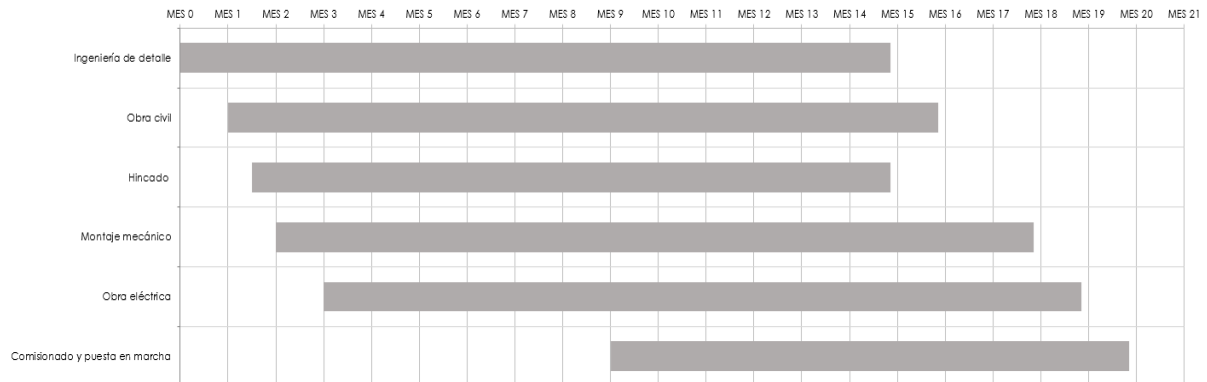 MES 0 MES 1 MES 2 MES 3 MES 4 MES 5 MES 6 MES 7 MES 8 MES 9 MES 10 MES 11 MES 12 MES 13 MES 14 MES 15 MES 16 MES 17 MES 18 MES 19 MES 20 MES 21
Ingeniería de detalle
Obra civil
Hincado
Montaje mecánico
Obra eléctrica
Comisionado y puesta en marcha